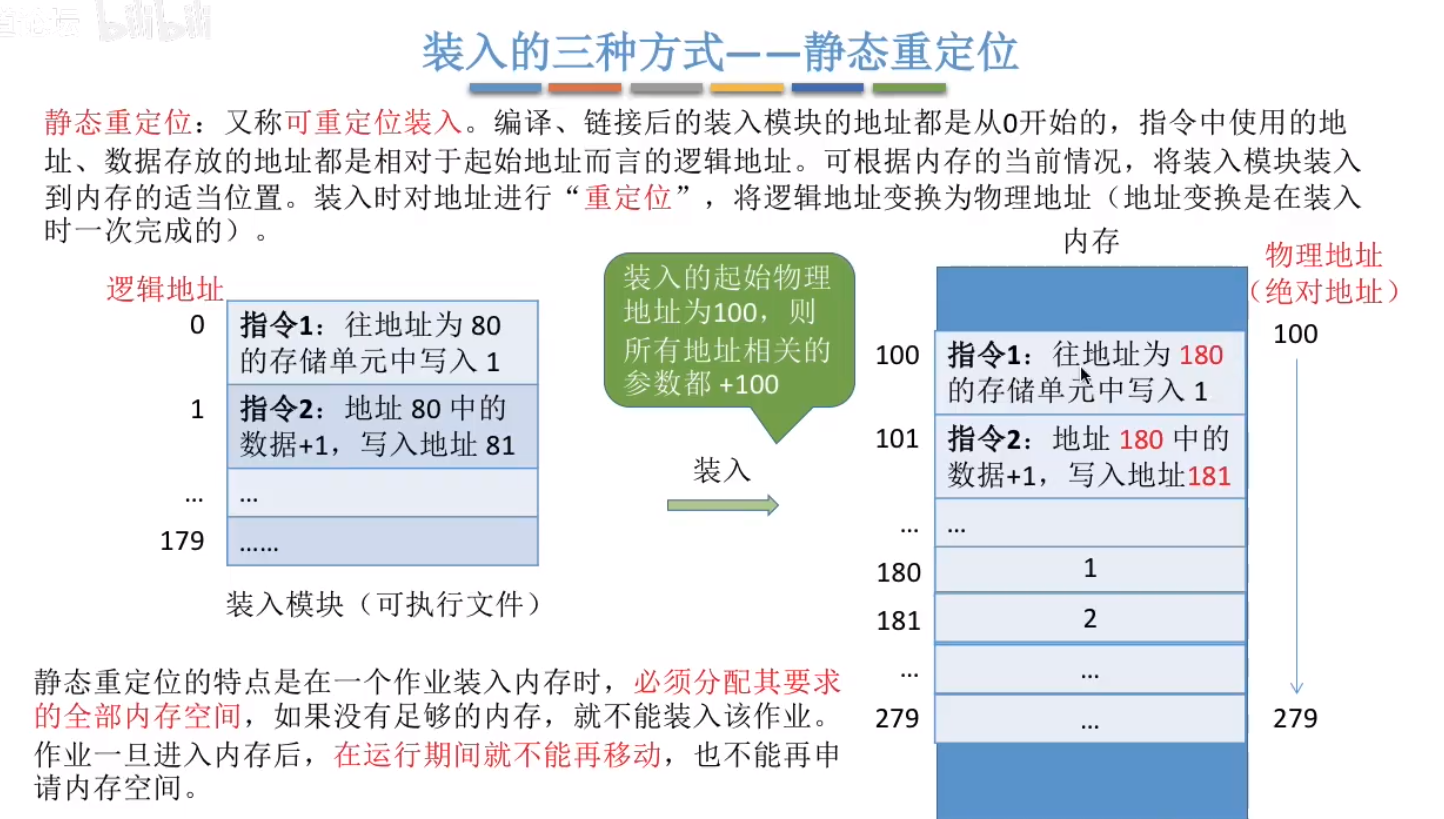 bilibili
装入的三种方式——静态重定位
静态重定位：又称可重定位装入。编译、链接后的装入模块的地址都是从0开始的，指令中使用的地
址、数据存放的地址都是相对于起始地址而言的逻辑地址。可根据内存的当前情况，将装入模块装入
到内存的适当位置。装入时对地址进行“重定位”，将逻辑地址变换为物理地址（地址变换是在装入
时一次完成的）。
逻辑地址
0
指令1：往地址为 80
的存储单元中写入 1
1
指令2：地址 80 中的
数据+1，写入地址 81
...
...
179
......
装入模块（可执行文件）
装入的起始物理
地址为100，则
所有地址相关的
参数都 +100
装入
内存
物理地址
（绝对地址）
100
指令1：往地址为 180
的存储单元中写入 1
101
指令2：地址 180 中的
数据+1，写入地址181
...
...
180
1
181
2
...
...
279
...
100
279
静态重定位的特点是在一个作业装入内存时，必须分配其要求
的全部内存空间，如果没有足够的内存，就不能装入该作业。
作业一旦进入内存后，在运行期间就不能再移动，也不能再申
请内存空间。